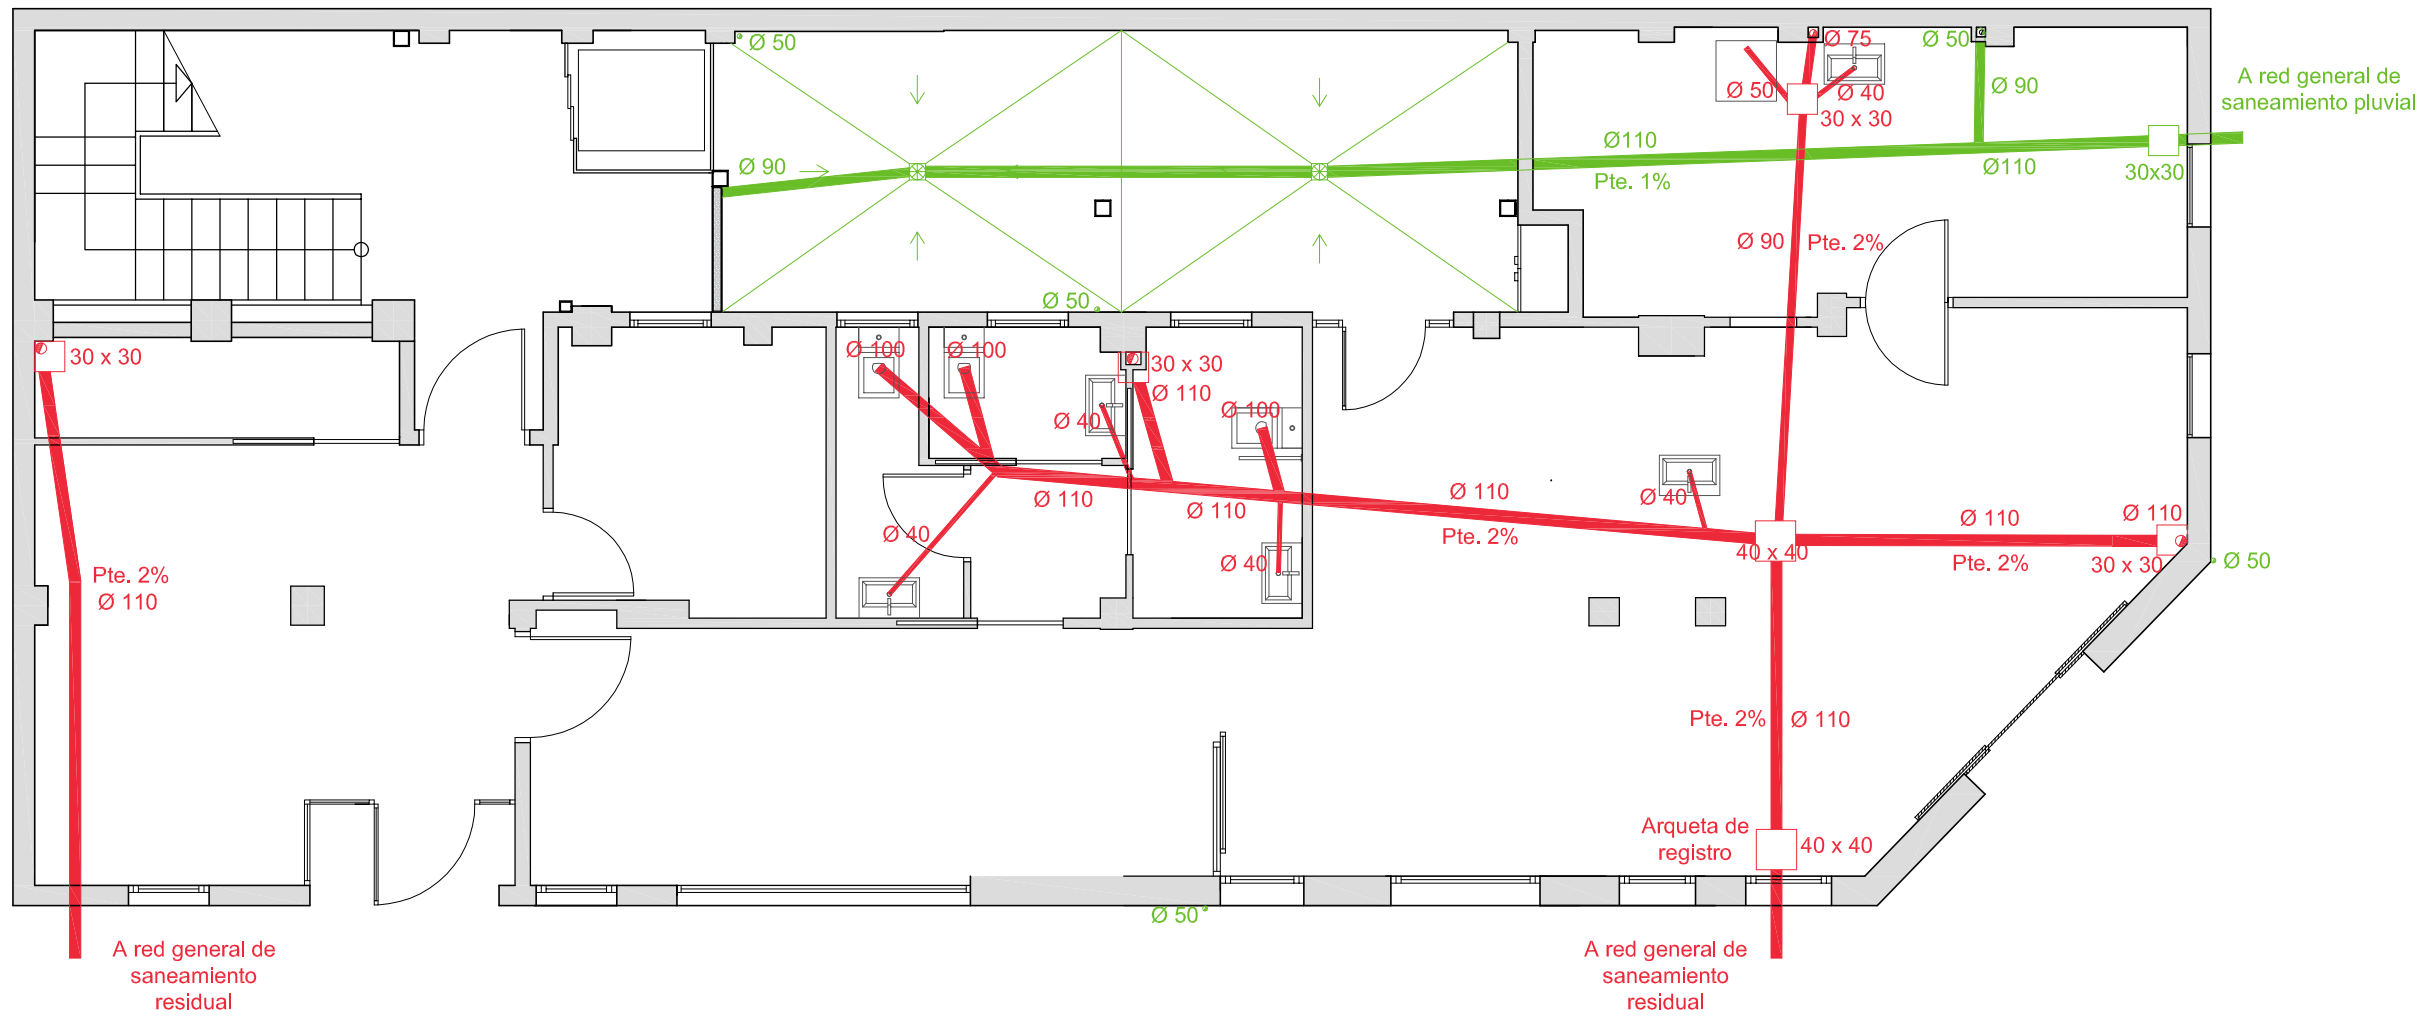 Ø 50
Ø 75
Ø 50
A red general de
saneamiento pluvial
Ø 50
Ø 40
Ø 90
30 x 30
Ø110
Ø 90
Ø110
30x30
Pte. 1%
Ø 90
Pte. 2%
Ø 50
30 x 30
Ø 100
Ø 100
30 x 30
Ø 110
Ø 40
Ø 100
Ø 110
Ø 110
Ø 110
Pte. 2%
Ø 40
Ø 110
Ø 110
Ø 40
Ø 40
40 x 40
Pte. 2%
30 x 30
Ø 50
Pte. 2%
Ø 110
Pte. 2%
Ø 110
Arqueta de
registro
40 x 40
Ø 50
A red general de
saneamiento
residual
A red general de
saneamiento
residual